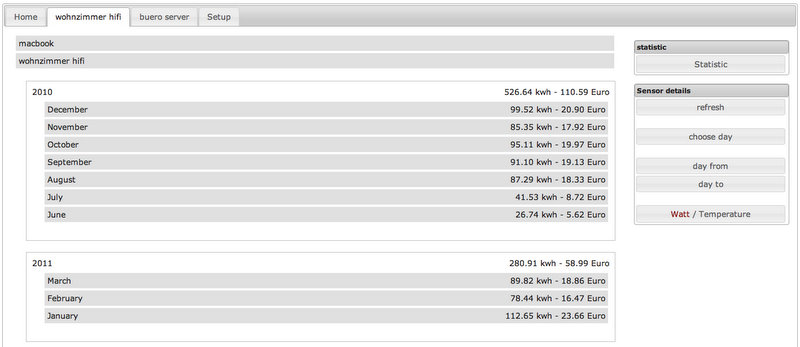 Home wohnzimmer hifi buero server Setup
macbook
wohnzimmer hifi
2010 526.64 kwh - 110.59 Euro
December 99.52 kwh - 20.90 Euro
November 85.35 kwh - 17.92 Euro
October 95.11 kwh - 19.97 Euro
September 91.10 kwh - 19.13 Euro
August 87.29 kwh - 18.33 Euro
July 41.53 kwh - 8.72 Euro
June 26.74 kwh - 5.62 Euro
2011 280.91 kwh - 58.99 Euro
March 89.82 kwh - 18.86 Euro
February 78.44 kwh - 16.47 Euro
January 112.65 kwh - 23.66 Euro
statistic
Statistic
Sensor details
refresh
choose day
day from
day to
Watt / Temperature